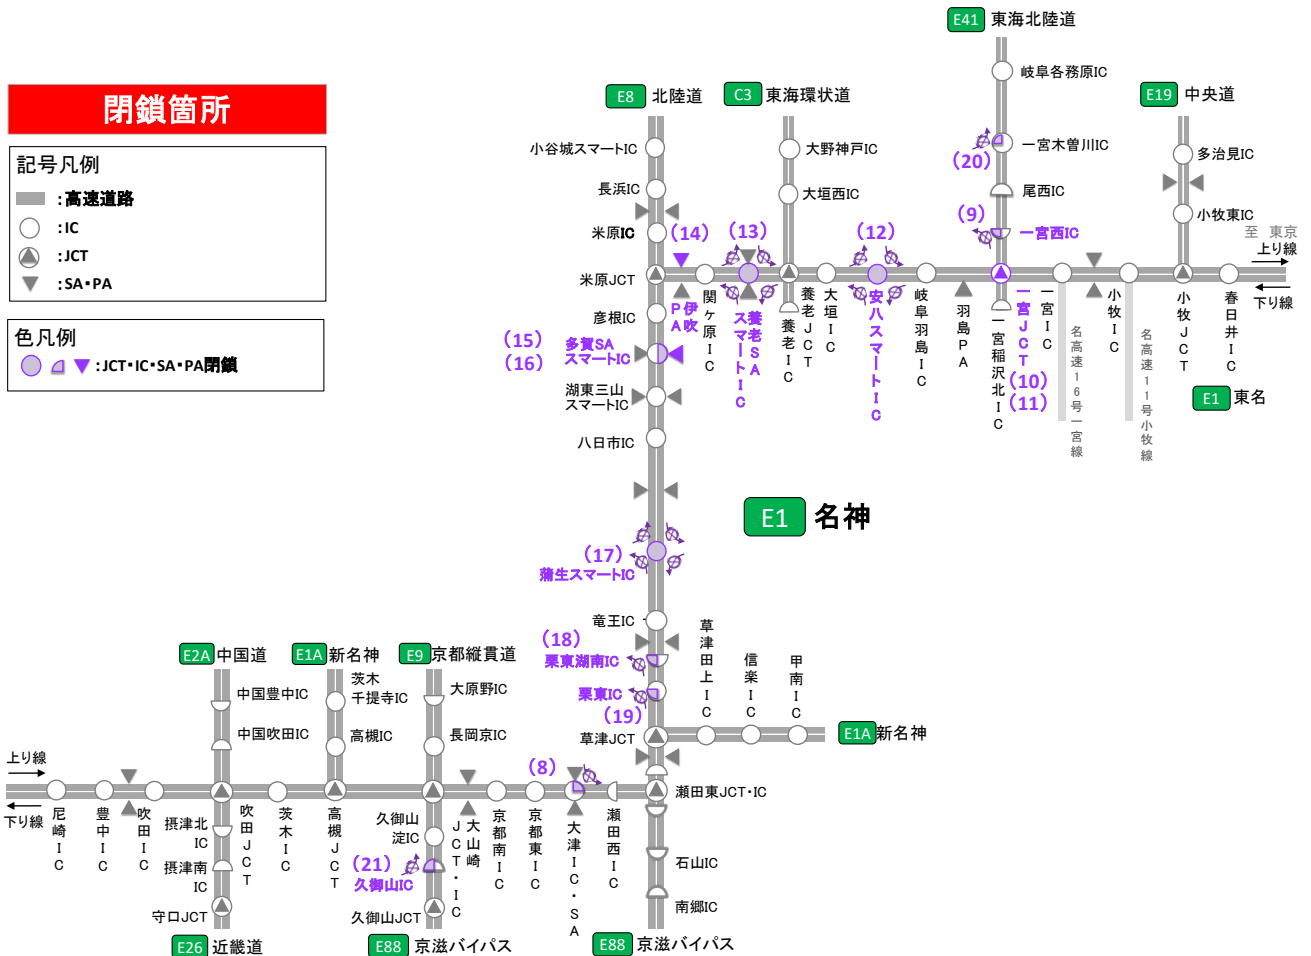 閉鎖箇所
記号凡例
:高速道路
:IC
:JCT
:SA・PA
色凡例
:JCT・IC・SA・PA閉鎖
E8 北陸道
C3 東海環状道
E41 東海北陸道
E19 中央道
小谷城スマートIC
長浜IC
米原IC
米原JCT
彦根IC
(15)
(16)
多賀SA
スマートIC
湖東三山
スマートIC
八日市IC
(17)
蒲生スマートIC
竜王IC
(18)
栗東湖南IC
栗東IC
(19)
草津JCT
大野神戸IC
大垣西IC
岐阜各務原IC
(20)
一宮木曽川IC
尾西IC
(9)
一宮西IC
多治見IC
小牧東IC
至 東京
上り線
下り線
(14)
伊吹
PA
関ヶ原IC
(13)
養老SA
スマートIC
養老IC
養老JCT
大垣IC
(12)
安八スマートIC
岐阜羽島IC
羽島PA
一宮稲沢北IC
一宮JCT
(10)
(11)
一宮IC
名高速16号一宮線
小牧IC
名高速11号小牧線
小牧JCT
春日井IC
E1 東名
E1 名神
草津田上IC
信楽IC
甲南IC
E1A 新名神
E2A 中国道
E1A 新名神
E9 京都縦貫道
中国豊中IC
中国吹田IC
茨木
千提寺IC
高槻IC
大原野IC
長岡京IC
上り線
下り線
尼崎IC
豊中IC
吹田IC
吹田JCT
茨木IC
高槻JCT
大山崎
JCT・IC
京都南IC
京都東IC
(8)
大津IC・SA
瀬田西IC
瀬田東JCT・IC
摂津北
IC
摂津南
IC
守口JCT
E26 近畿道
久御山
淀IC
(21)
久御山IC
久御山JCT
E88 京滋バイパス
石山IC
南郷IC
E88 京滋バイパス